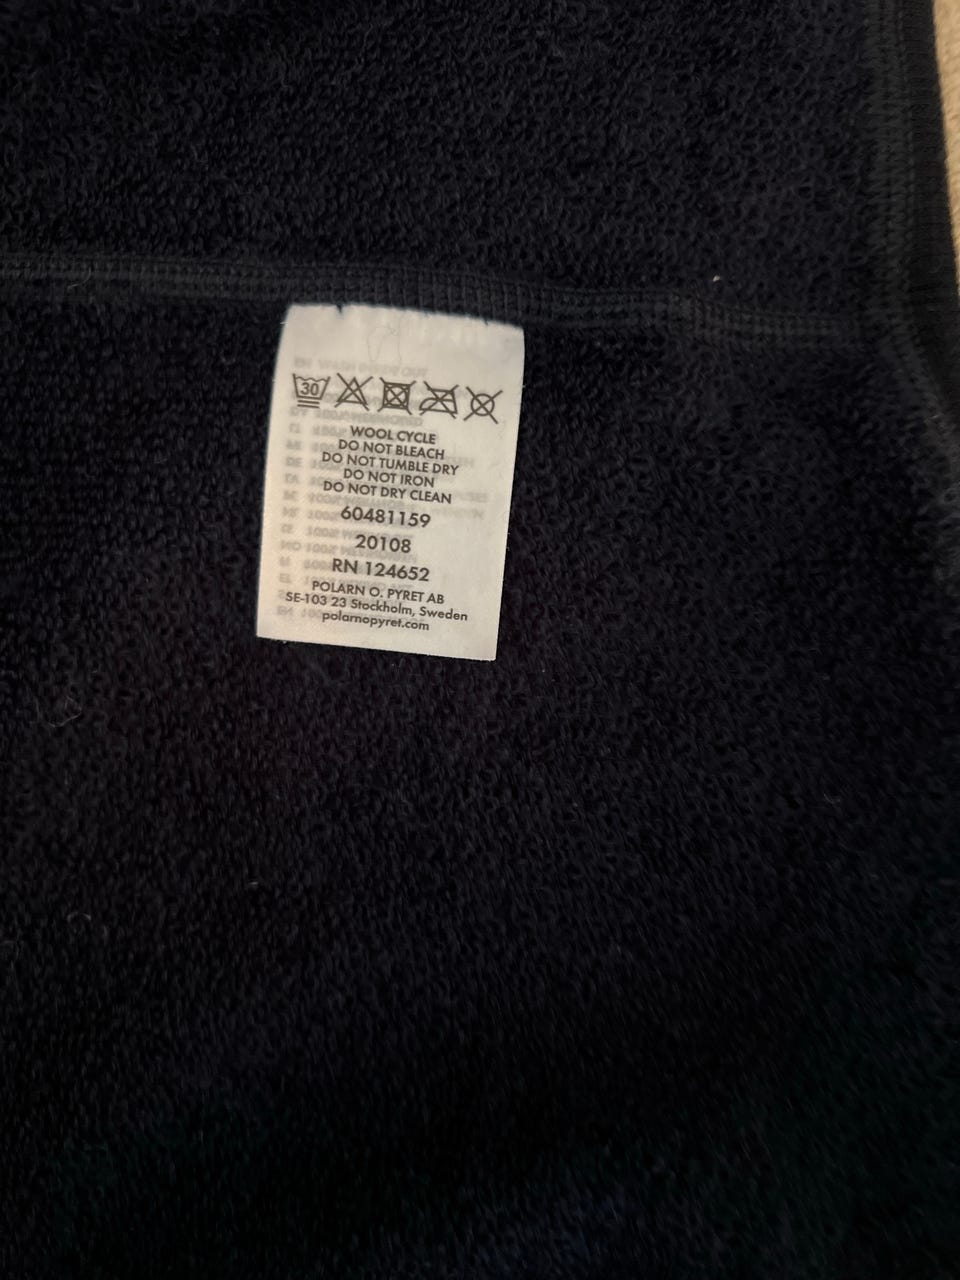 30
WOOL CYCLE
DO NOT BLEACH
DO NOT TUMBLE DRY
DO NOT IRON
DO NOT DRY CLEAN
60481159
20108
RN 124652
POLARN O. PYRET AB
SE-103 23 Stockholm, Sweden
polarnopyret.com